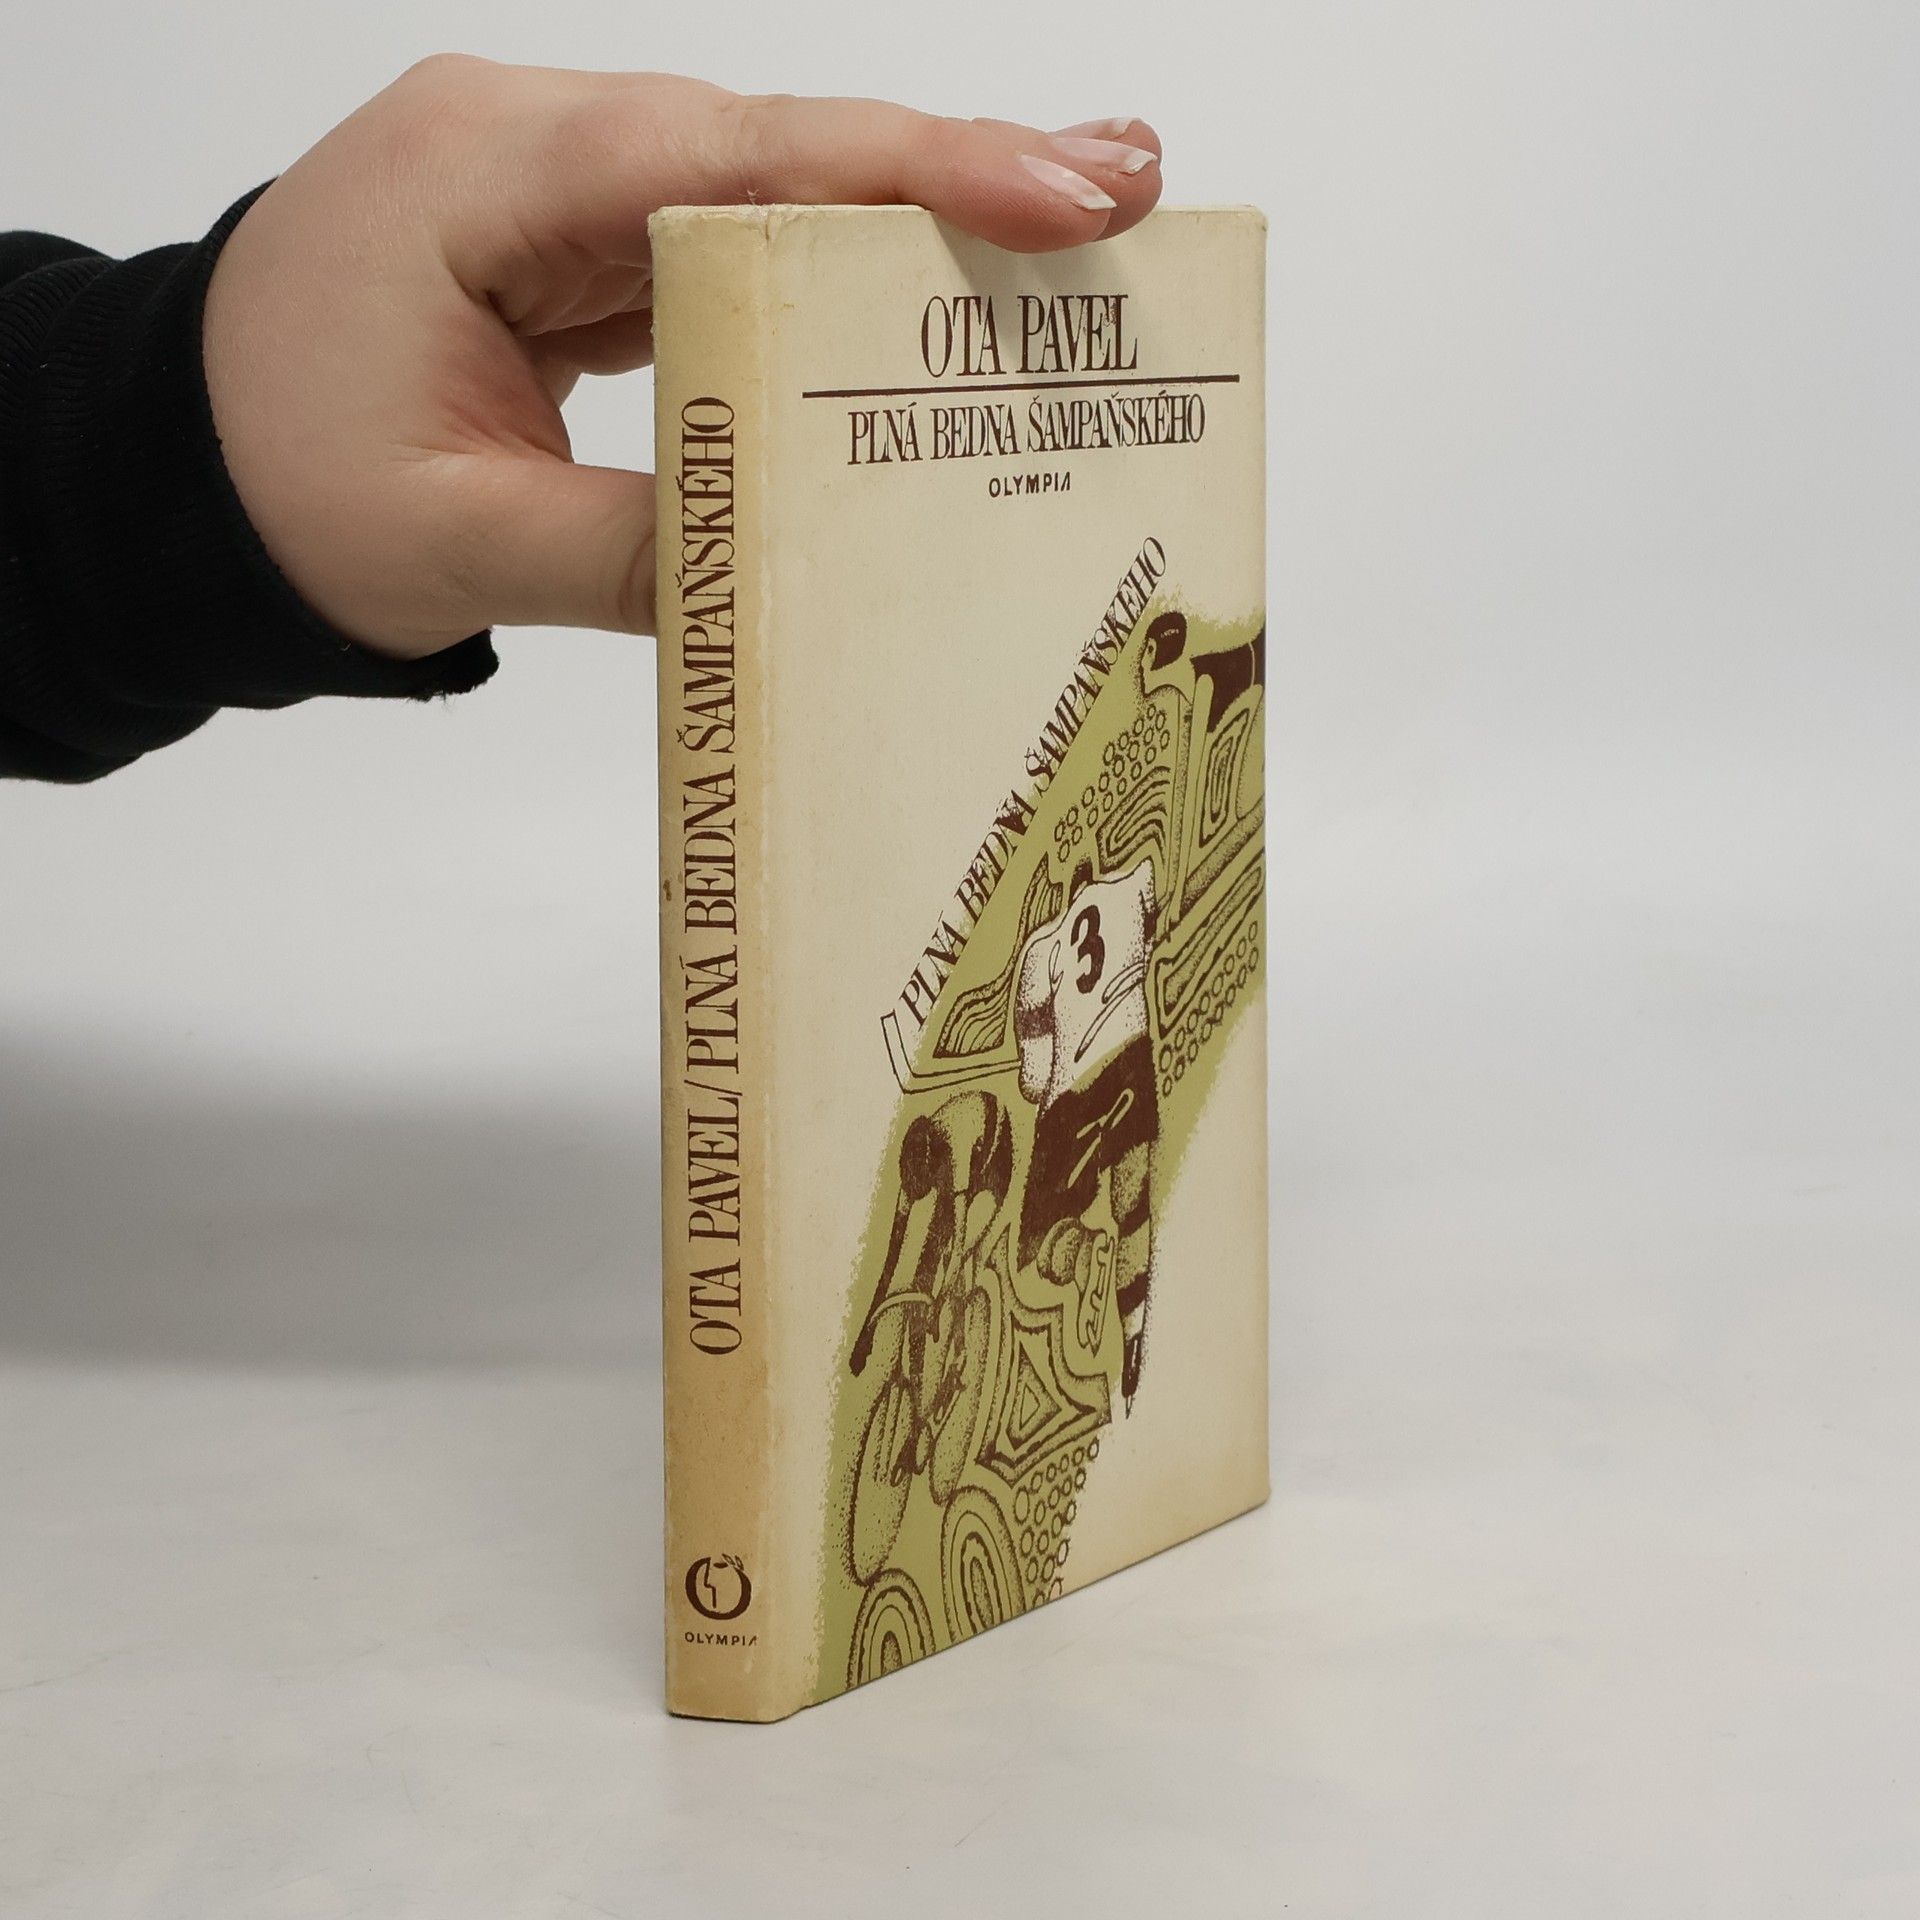 OTA PAVEL
PLNÁ BEDNA ŠAMPAŇSKÉHO
OLYMPIA
PLNÁ BEDNA ŠAMPAŇSKÉHO
3
OTA PAVEL/PLNÁ BEDNA ŠAMPAŇSKÉHO
OLYMPIA